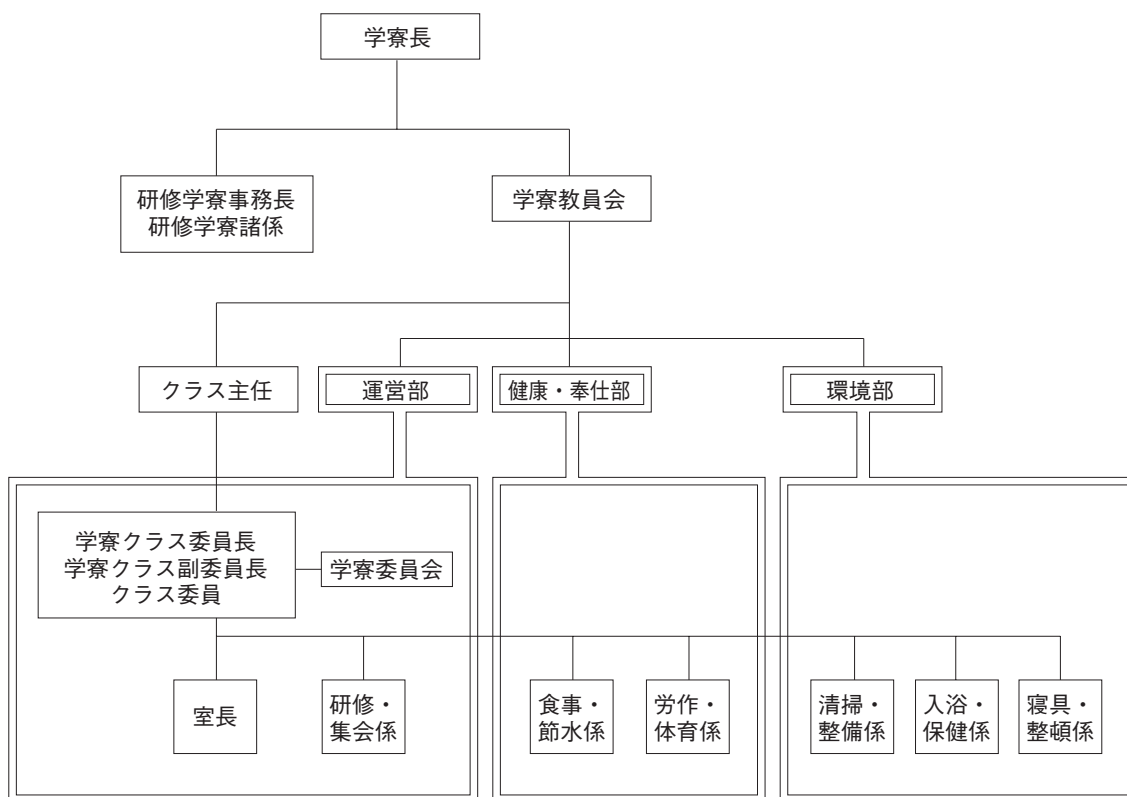 学寮長
研修学寮事務長
研修学寮諸係
学寮教員会
クラス主任
運営部
健康・奉仕部
環境部
学寮クラス委員長
学寮クラス副委員長
クラス委員
学寮委員会
室長
研修・
集会係
食事・
節水係
労作・
体育係
清掃・
整備係
入浴・
保健係
寝具・
整頓係